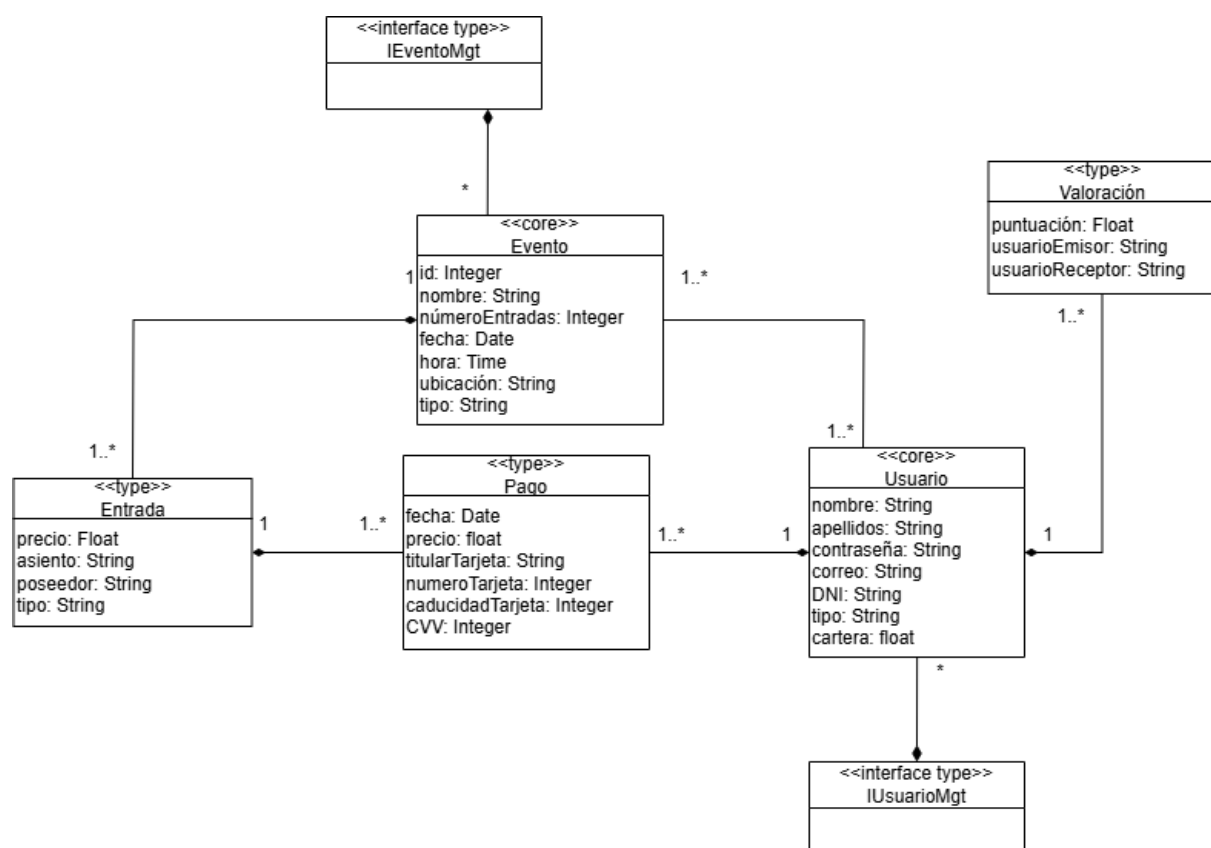 <<interface type>>
IEventoMgt
*
<<core>>
Evento
id: Integer
nombre: String
númeroEntradas: Integer
fecha: Date
hora: Time
ubicación: String
tipo: String
1
1..*
<<type>>
Valoración
puntuación: Float
usuarioEmisor: String
usuarioReceptor: String
1..*
1..*
1..*
<<type>>
Entrada
precio: Float
asiento: String
poseedor: String
tipo: String
1
1..*
<<type>>
Pago
fecha: Date
precio: float
titularTarjeta: String
numeroTarjeta: Integer
caducidadTarjeta: Integer
CVV: Integer
1..*
1
<<core>>
Usuario
nombre: String
apellidos: String
contraseña: String
correo: String
DNI: String
tipo: String
cartera: float
1
*
<<interface type>>
IUsuarioMgt